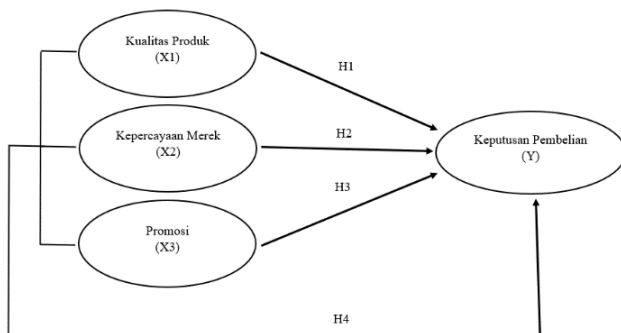 Kualitas Produk
(X1)
H1
Kepercayaan Merek
(X2)
H2
Keputusan Pembelian
(Y)
H3
Promosi
(X3)
H4